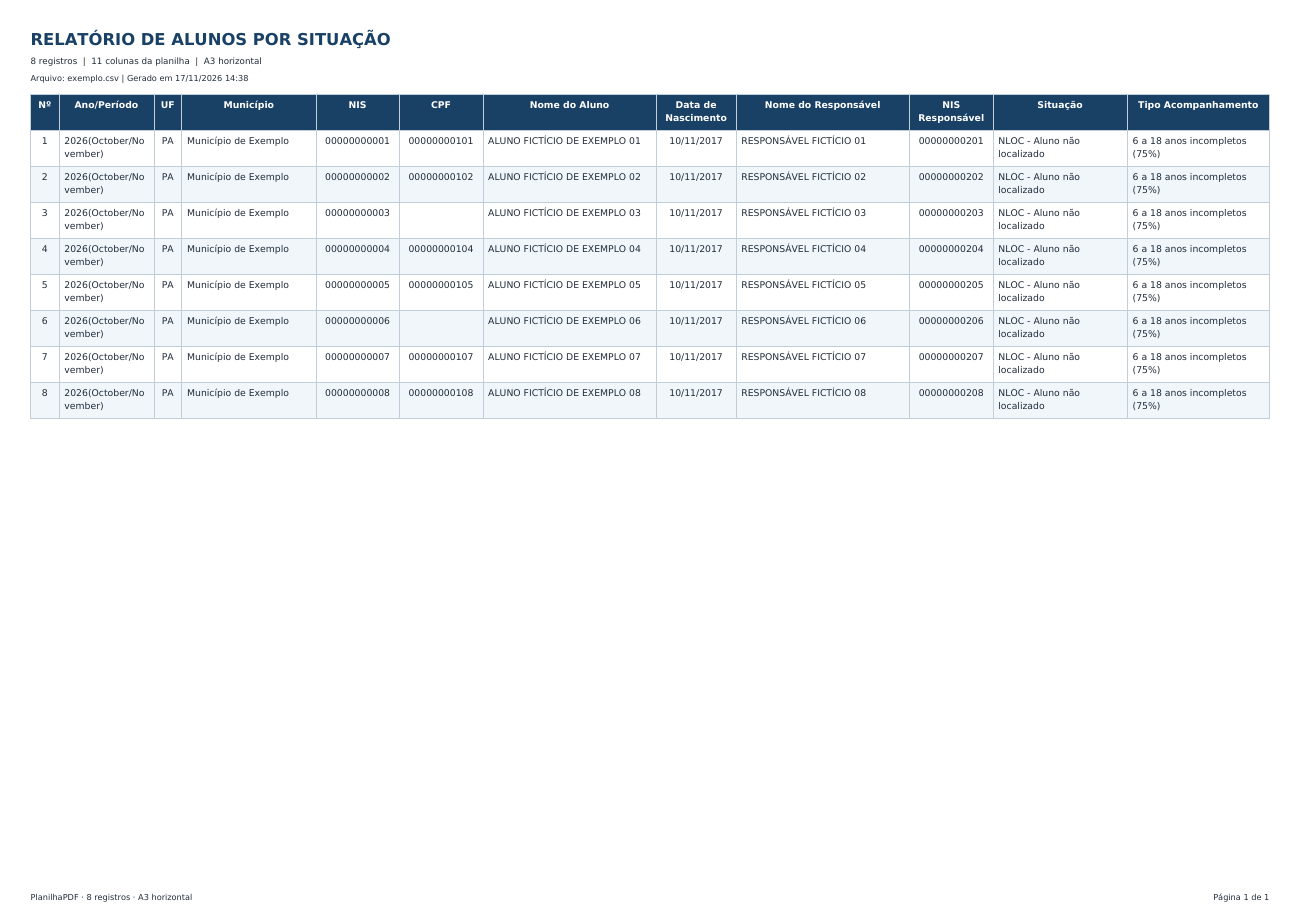 RELATÓRIO DE ALUNOS POR SITUAÇÃO
8 registros | 11 colunas da planilha | A3 horizontal
Arquivo: exemplo.csv | Gerado em 17/11/2026 14:38
Nº Ano/Período UF Município NIS CPF Nome do Aluno Data de Nascimento Nome do Responsável NIS Responsável Situação Tipo Acompanhamento
1 2026(October/November) PA Município de Exemplo 00000000001 00000000101 ALUNO FICTÍCIO DE EXEMPLO 01 10/11/2017 RESPONSÁVEL FICTÍCIO 01 00000000201 NLOC - Aluno não localizado 6 a 18 anos incompletos (75%)
2 2026(October/November) PA Município de Exemplo 00000000002 00000000102 ALUNO FICTÍCIO DE EXEMPLO 02 10/11/2017 RESPONSÁVEL FICTÍCIO 02 00000000202 NLOC - Aluno não localizado 6 a 18 anos incompletos (75%)
3 2026(October/November) PA Município de Exemplo 00000000003 ALUNO FICTÍCIO DE EXEMPLO 03 10/11/2017 RESPONSÁVEL FICTÍCIO 03 00000000203 NLOC - Aluno não localizado 6 a 18 anos incompletos (75%)
4 2026(October/November) PA Município de Exemplo 00000000004 00000000104 ALUNO FICTÍCIO DE EXEMPLO 04 10/11/2017 RESPONSÁVEL FICTÍCIO 04 00000000204 NLOC - Aluno não localizado 6 a 18 anos incompletos (75%)
5 2026(October/November) PA Município de Exemplo 00000000005 00000000105 ALUNO FICTÍCIO DE EXEMPLO 05 10/11/2017 RESPONSÁVEL FICTÍCIO 05 00000000205 NLOC - Aluno não localizado 6 a 18 anos incompletos (75%)
6 2026(October/November) PA Município de Exemplo 00000000006 ALUNO FICTÍCIO DE EXEMPLO 06 10/11/2017 RESPONSÁVEL FICTÍCIO 06 00000000206 NLOC - Aluno não localizado 6 a 18 anos incompletos (75%)
7 2026(October/November) PA Município de Exemplo 00000000007 00000000107 ALUNO FICTÍCIO DE EXEMPLO 07 10/11/2017 RESPONSÁVEL FICTÍCIO 07 00000000207 NLOC - Aluno não localizado 6 a 18 anos incompletos (75%)
8 2026(October/November) PA Município de Exemplo 00000000008 00000000108 ALUNO FICTÍCIO DE EXEMPLO 08 10/11/2017 RESPONSÁVEL FICTÍCIO 08 00000000208 NLOC - Aluno não localizado 6 a 18 anos incompletos (75%)
PlanilhaPDF · 8 registros · A3 horizontal
Página 1 de 1